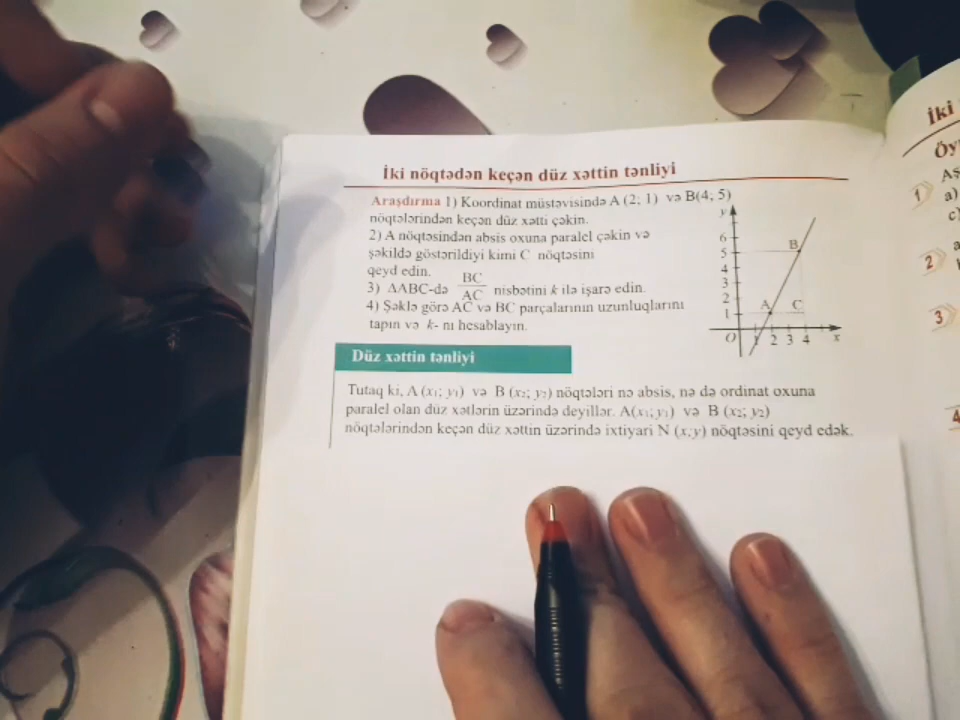 İki nöqtədən keçən düz xəttin tənliyi
Araşdırma 1) Koordinat müstəvisində A (2; 1) və B(4; 5)
nöqtələrindən keçən düz xətti çəkin.
2) A nöqtəsindən absis oxuna paralel çəkin və
şəkildə göstərildiyi kimi C nöqtəsini
qeyd edin.
3) ΔABC-də BC/AC nisbətini k ilə işarə edin.
4) Şəklə görə AC və BC parçalarının uzunluqlarını
tapın və k- nı hesablayın.
y
6
5
4
3
2
1
B
A
C
O
1 2 3 4 x
Düz xəttin tənliyi
Tutaq ki, A (x₁; y₁) və B (x₂; y₂) nöqtələri nə absis, nə də ordinat oxuna
paralel olan düz xətlərin üzərində deyillər. A(x₁; y₁) və B (x₂; y₂)
nöqtələrindən keçən düz xəttin üzərində ixtiyari N (x;y) nöqtəsini qeyd edək.
İki
1
a)
c)
2
3
4